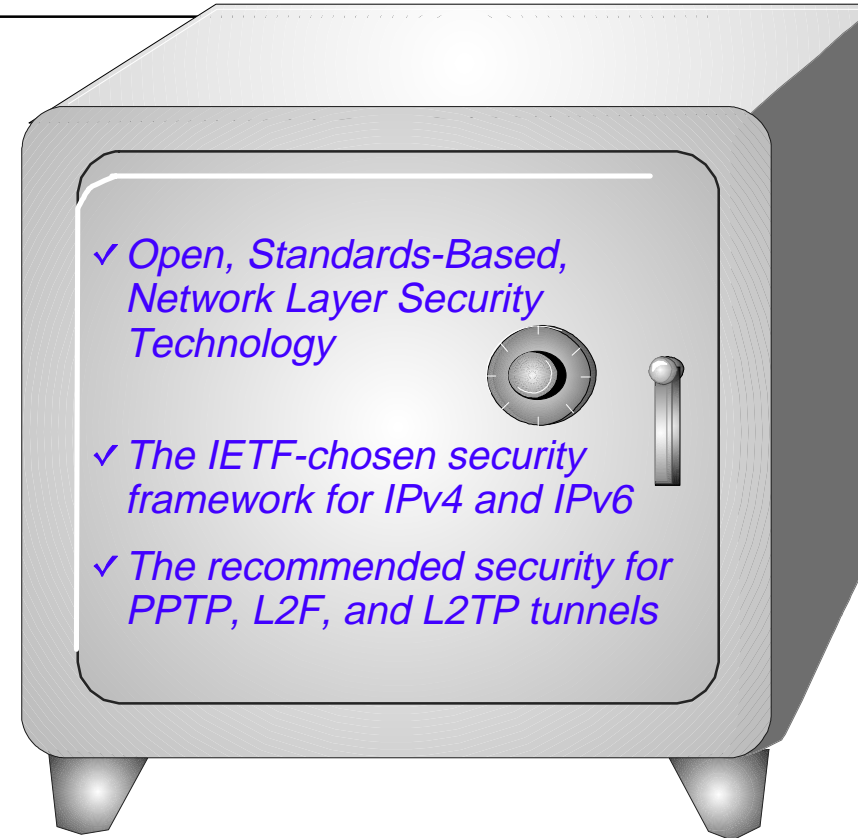 ✓ Open, Standards-Based,
Network Layer Security
Technology
✓ The IETF-chosen security
framework for IPv4 and IPv6
✓ The recommended security for
PPTP, L2F, and L2TP tunnels